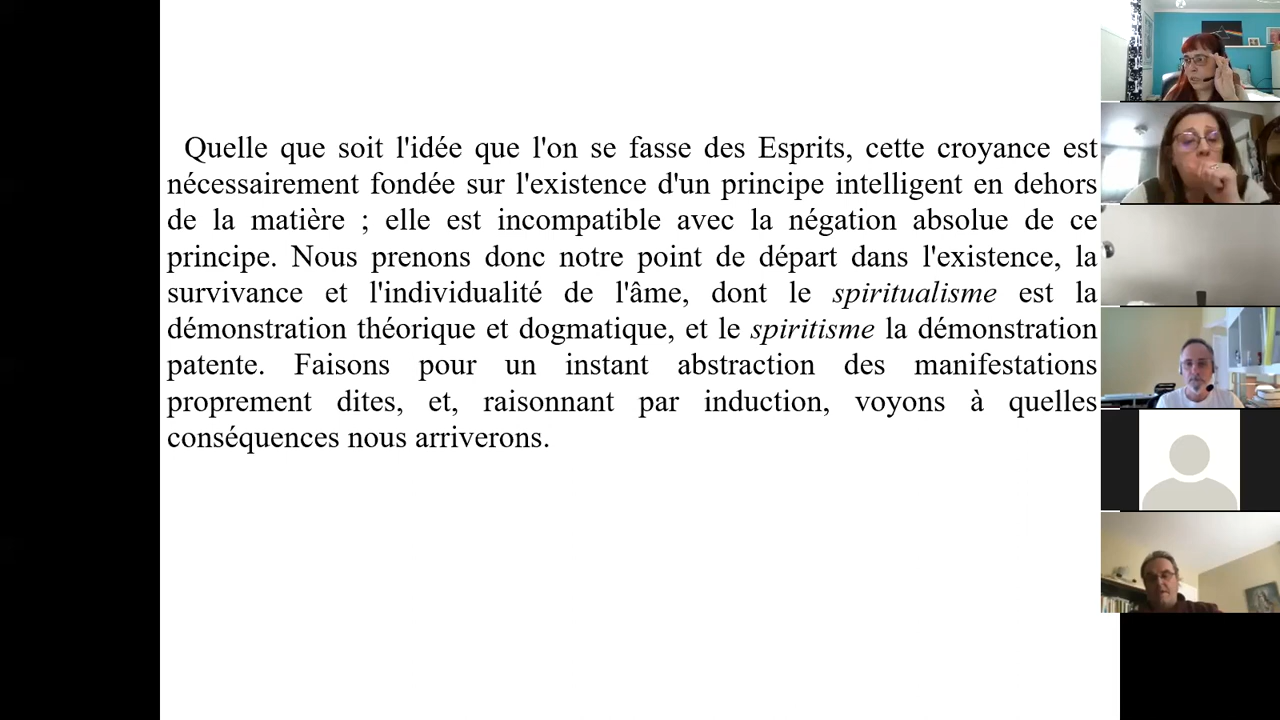 Quelle que soit l'idée que l'on se fasse des Esprits, cette croyance est
nécessairement fondée sur l'existence d'un principe intelligent en dehors
de la matière ; elle est incompatible avec la négation absolue de ce
principe. Nous prenons donc notre point de départ dans l'existence, la
survivance et l'individualité de l'âme, dont le spiritualisme est la
démonstration théorique et dogmatique, et le spiritisme la démonstration
patente. Faisons pour un instant abstraction des manifestations
proprement dites, et, raisonnant par induction, voyons à quelles
conséquences nous arriverons.